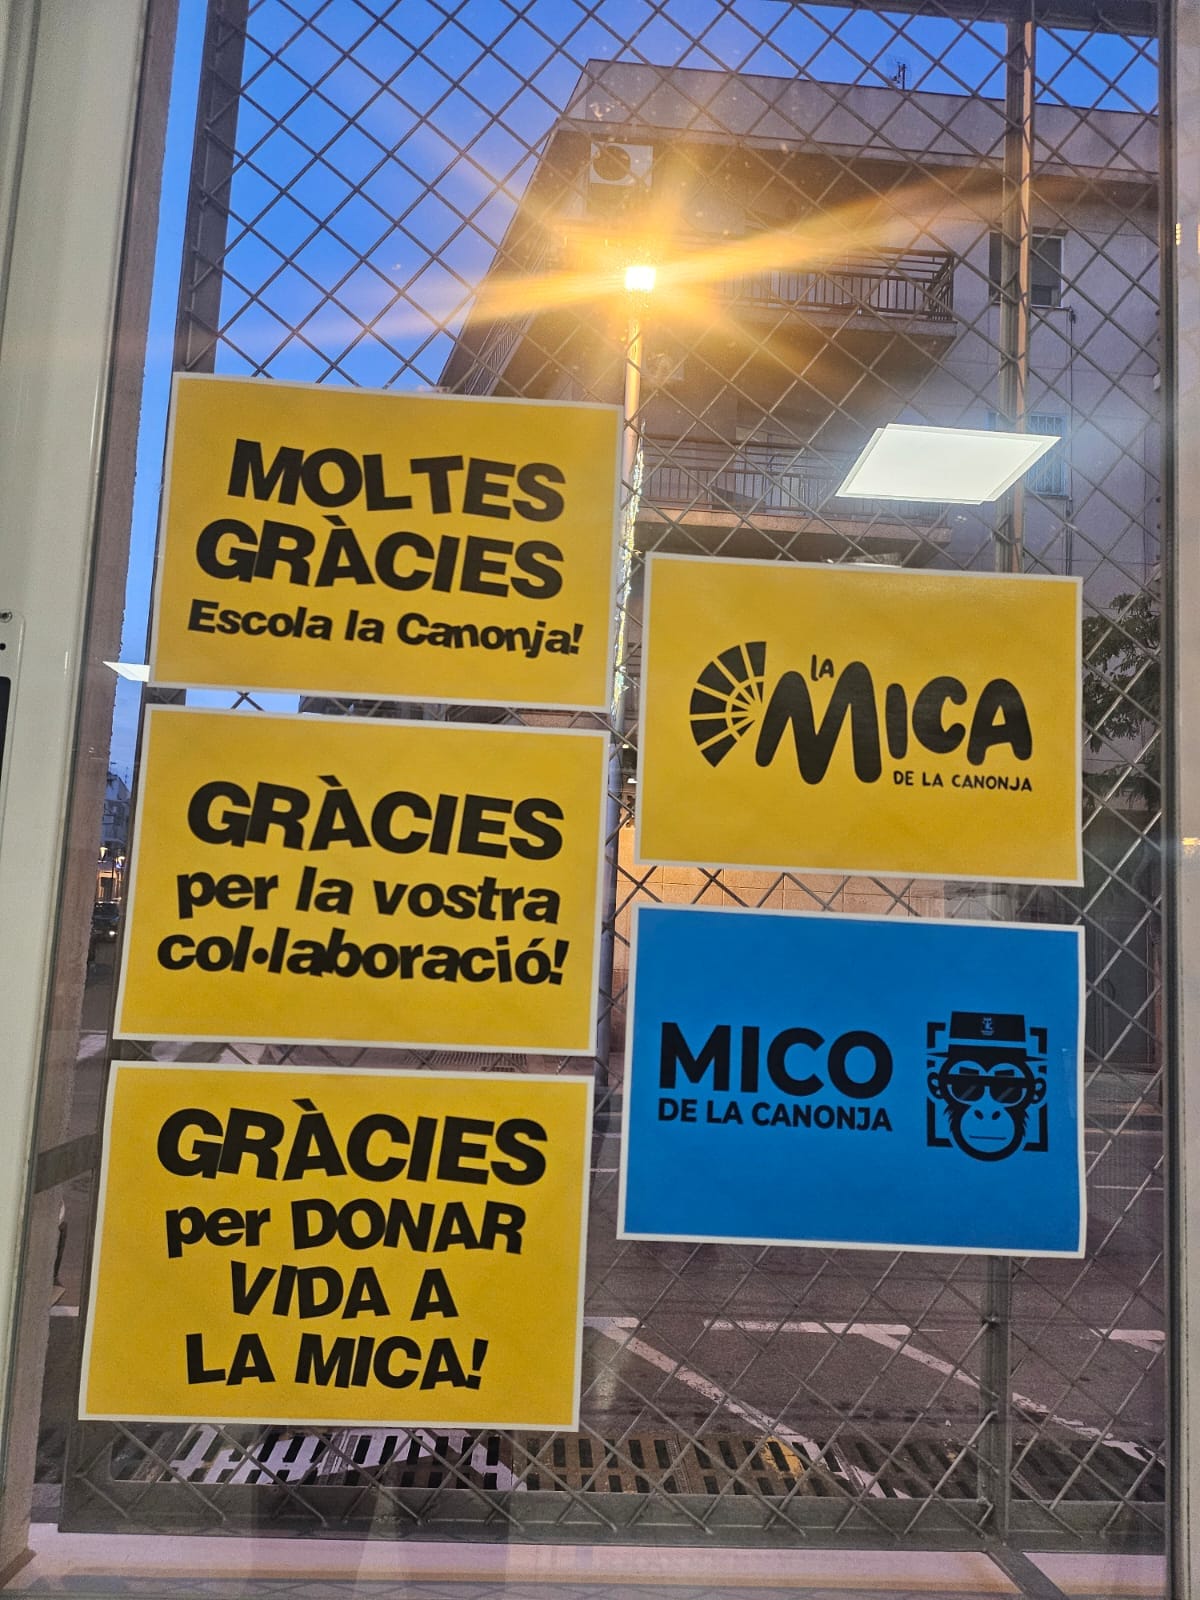 MOLTES
GRÀCIES
Escola la Canonja!
GRÀCIES
per la vostra
col·laboració!
GRÀCIES
per DONAR
VIDA A
LA MICA!
LA
MICA
DE LA CANONJA
MICO
DE LA CANONJA